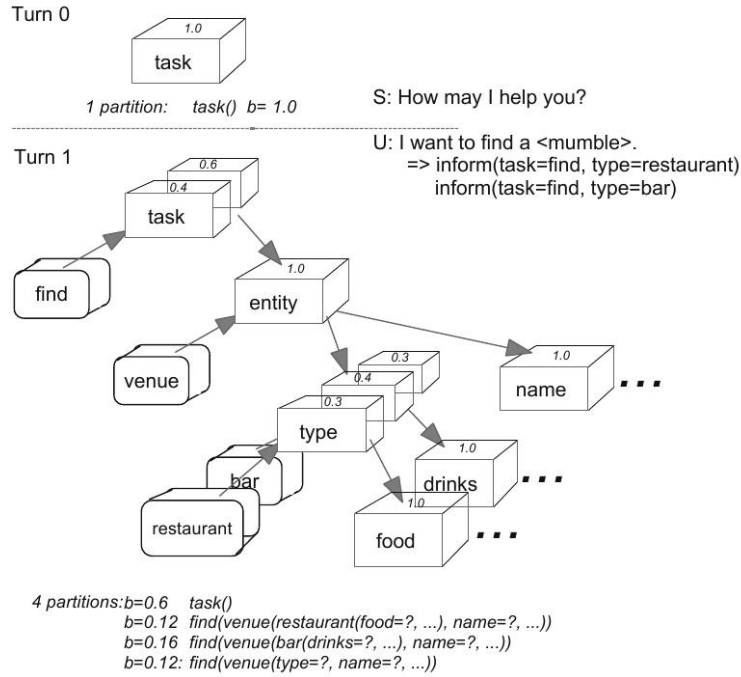 Turn 0
1.0
task
1 partition: task() b= 1.0
S: How may I help you?
U: I want to find a <mumble>.
=> inform(task=find, type=restaurant)
inform(task=find, type=bar)
Turn 1
0.6
0.4
task
find
1.0
entity
venue
0.3
0.4
0.3
type
1.0
name
...
bar
restaurant
1.0
drinks
...
1.0
food
...
4 partitions:b=0.6 task()
b=0.12 find(venue(restaurant(food=?, ...), name=?, ...))
b=0.16 find(venue(bar(drinks=?, ...), name=?, ...))
b=0.12: find(venue(type=?, name=?, ...))